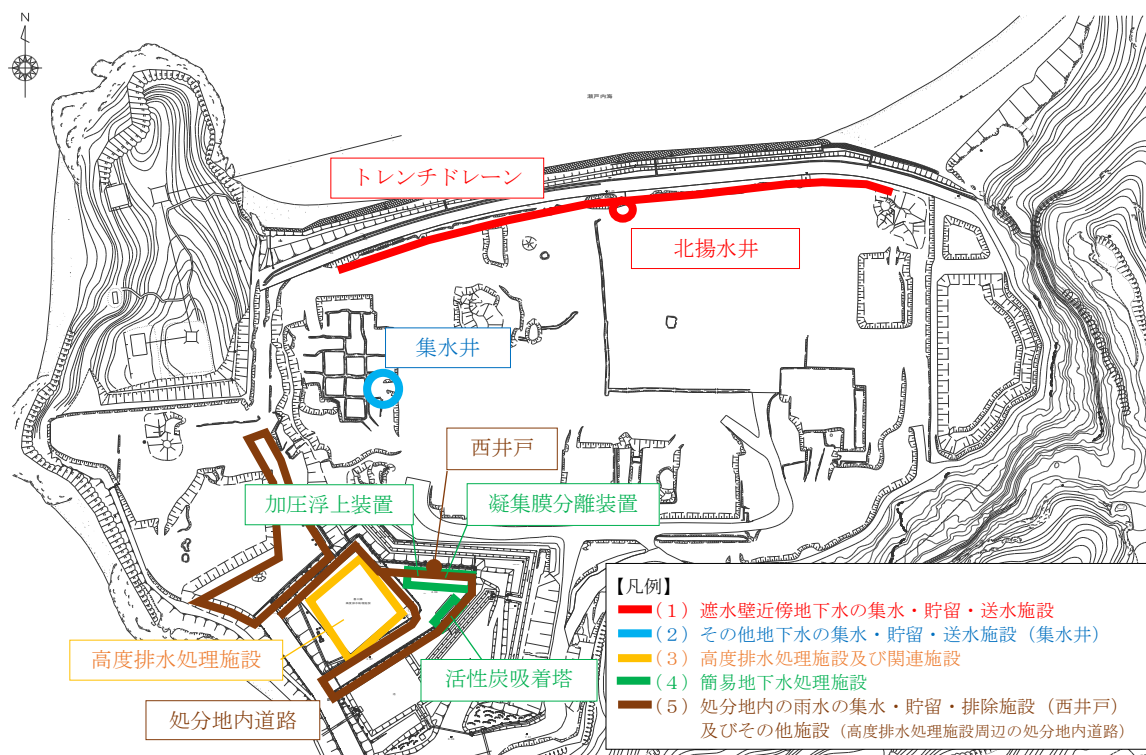 N
瀬戸内海
トレンチドレーン
北揚水井
集水井
西井戸
加圧浮上装置
凝集膜分離装置
高度排水処理施設
活性炭吸着塔
処分地内道路
【凡例】
(1) 遮水壁近傍地下水の集水・貯留・送水施設
(2) その他地下水の集水・貯留・送水施設(集水井)
(3) 高度排水処理施設及び関連施設
(4) 簡易地下水処理施設
(5) 処分地内の雨水の集水・貯留・排除施設(西井戸)
及びその他施設(高度排水処理施設周辺の処分地内道路)